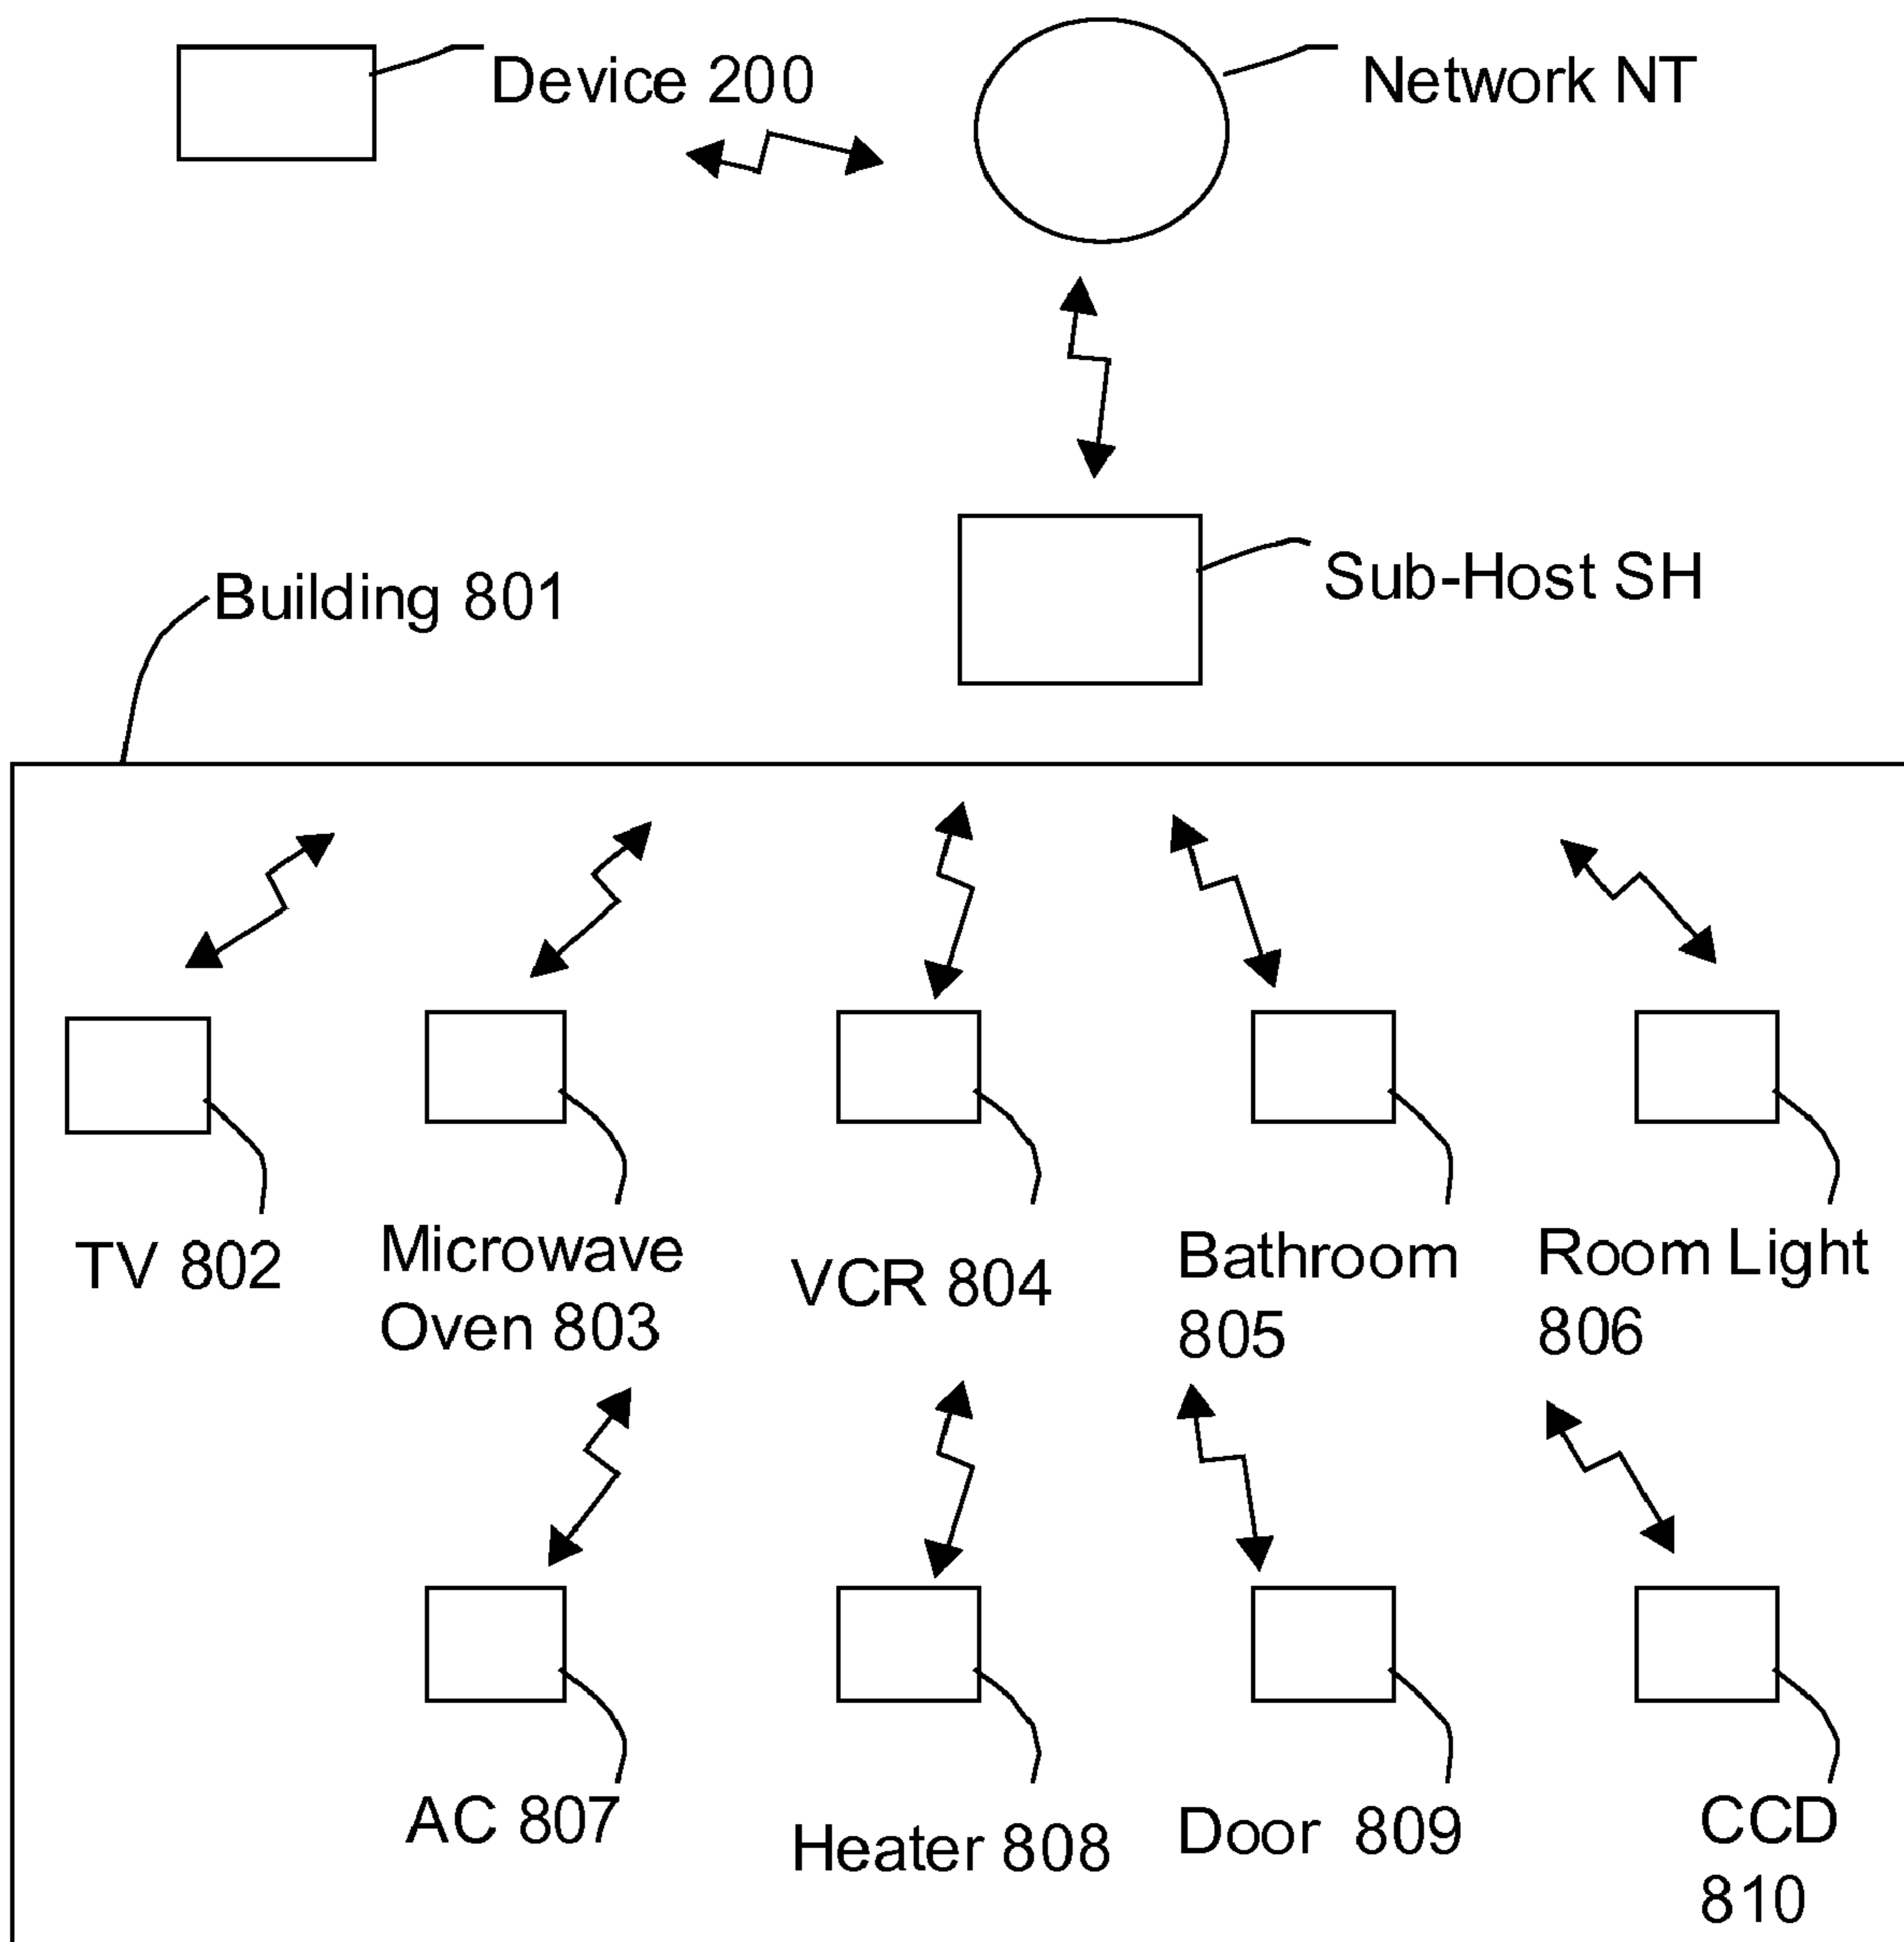 Device 200
Network NT
Sub-Host SH
Building 801
TV 802
Microwave
Oven 803
VCR 804
Bathroom
805
Room Light
806
AC 807
Heater 808
Door 809
CCD
810